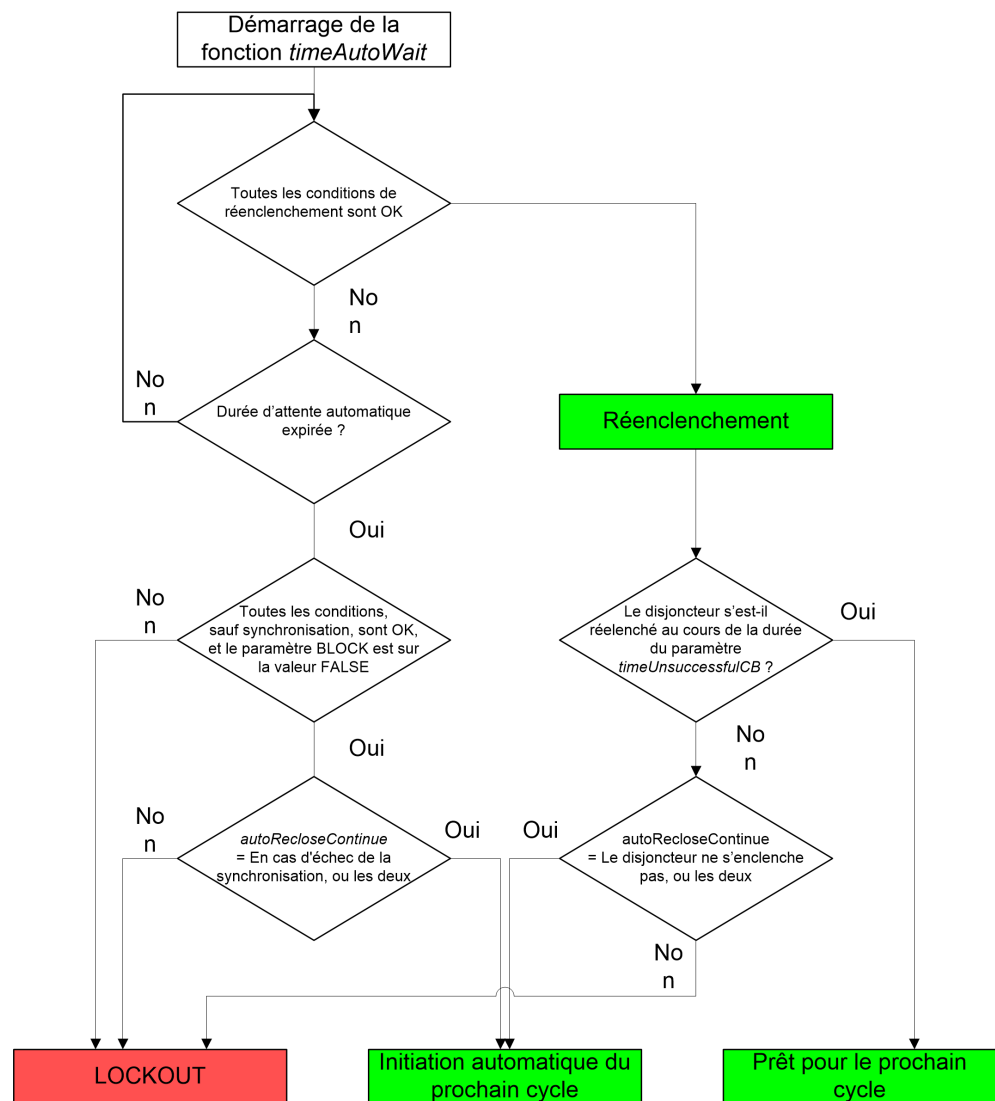 Démarrage de la
fonction timeAutoWait
Toutes les conditions de
réenclenchement sont OK
No
n
No
n
Durée d’attente automatique
expirée ?
Réenclenchement
Oui
No
n
Toutes les conditions,
sauf synchronisation, sont OK,
et le paramètre BLOCK est sur
la valeur FALSE
Le disjoncteur s’est-il
réelenché au cours de la durée
du paramètre
timeUnsuccessfulCB ?
Oui
Oui
No
n
No
n
autoRecloseContinue
= En cas d'échec de la
synchronisation, ou les deux
Oui
Oui
autoRecloseContinue
= Le disjoncteur ne s’enclenche
pas, ou les deux
No
n
LOCKOUT
Initiation automatique du
prochain cycle
Prêt pour le prochain
cycle